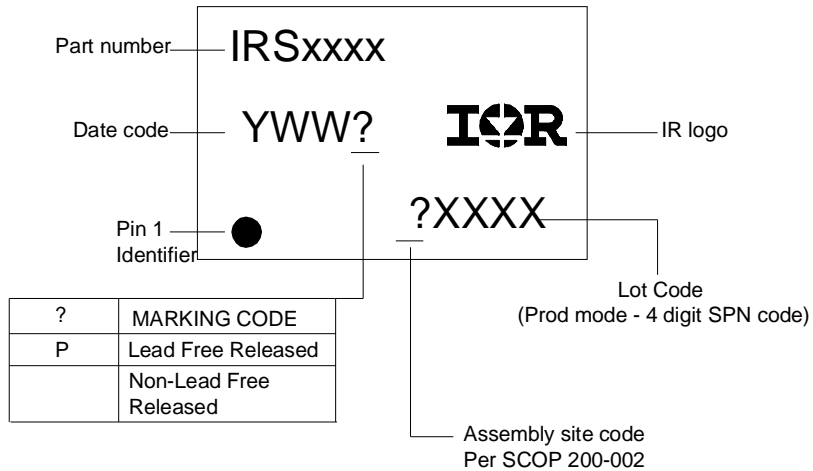 Part number
IRSxxxx
Date code
YWW?
IOR
IR logo
Pin 1
Identifier
?XXXX
Lot Code
(Prod mode - 4 digit SPN code)
? MARKING CODE
P Lead Free Released
Non-Lead Free
Released
Assembly site code
Per SCOP 200-002